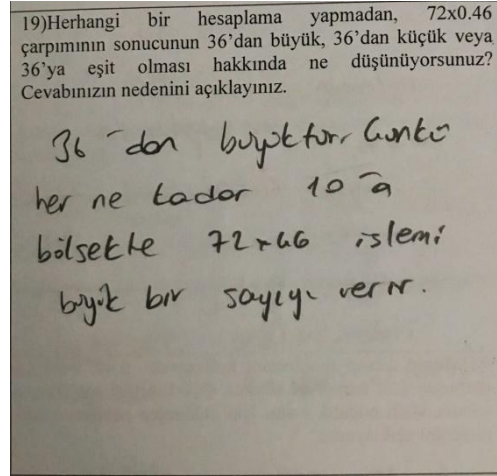 19)Herhangi bir hesaplama yapmadan, 72x0.46
çarpımının sonucunun 36'dan büyük, 36'dan küçük veya
36'ya eşit olması hakkında ne düşünüyorsunuz?
Cevabınızın nedenini açıklayınız.
36'dan büyüktür. Çünkü
her ne kadar 10'a
bölsekte 72x46 işlemi
büyük bir sayıyı verir.